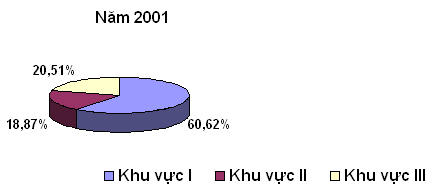 Năm 2001
20,51%
18,87%
60,62%
Khu vực I
Khu vực II
Khu vực III